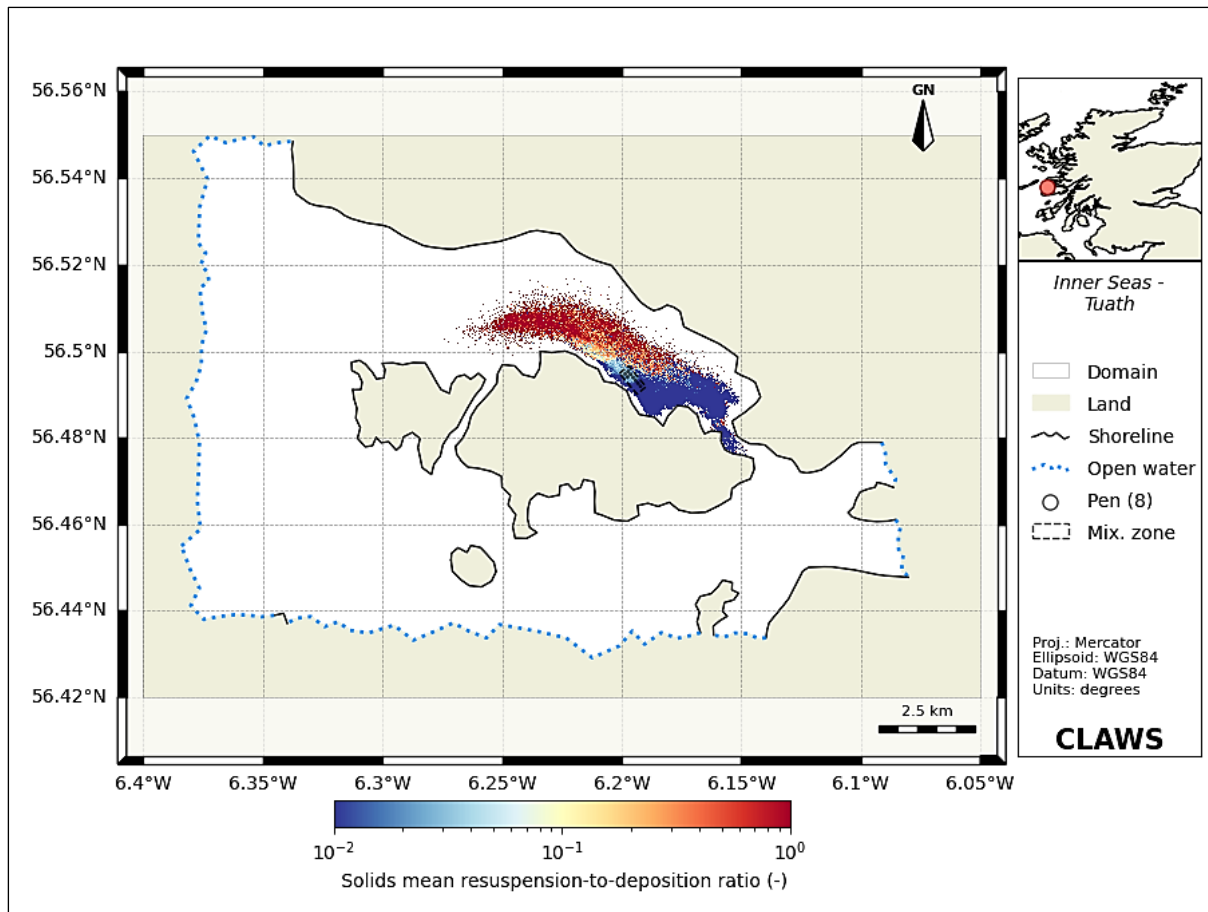 56.56°N
56.54°N
56.52°N
56.5°N
56.48°N
56.46°N
56.44°N
56.42°N
6.4°W 6.35°W 6.3°W 6.25°W 6.2°W 6.15°W 6.1°W 6.05°W
GN
2.5 km
10⁻² 10⁻¹ 10⁰
Solids mean resuspension-to-deposition ratio (-)
Inner Seas -
Tuath
Domain
Land
Shoreline
Open water
Pen (8)
Mix. zone
Proj.: Mercator
Ellipsoid: WGS84
Datum: WGS84
Units: degrees
CLAWS